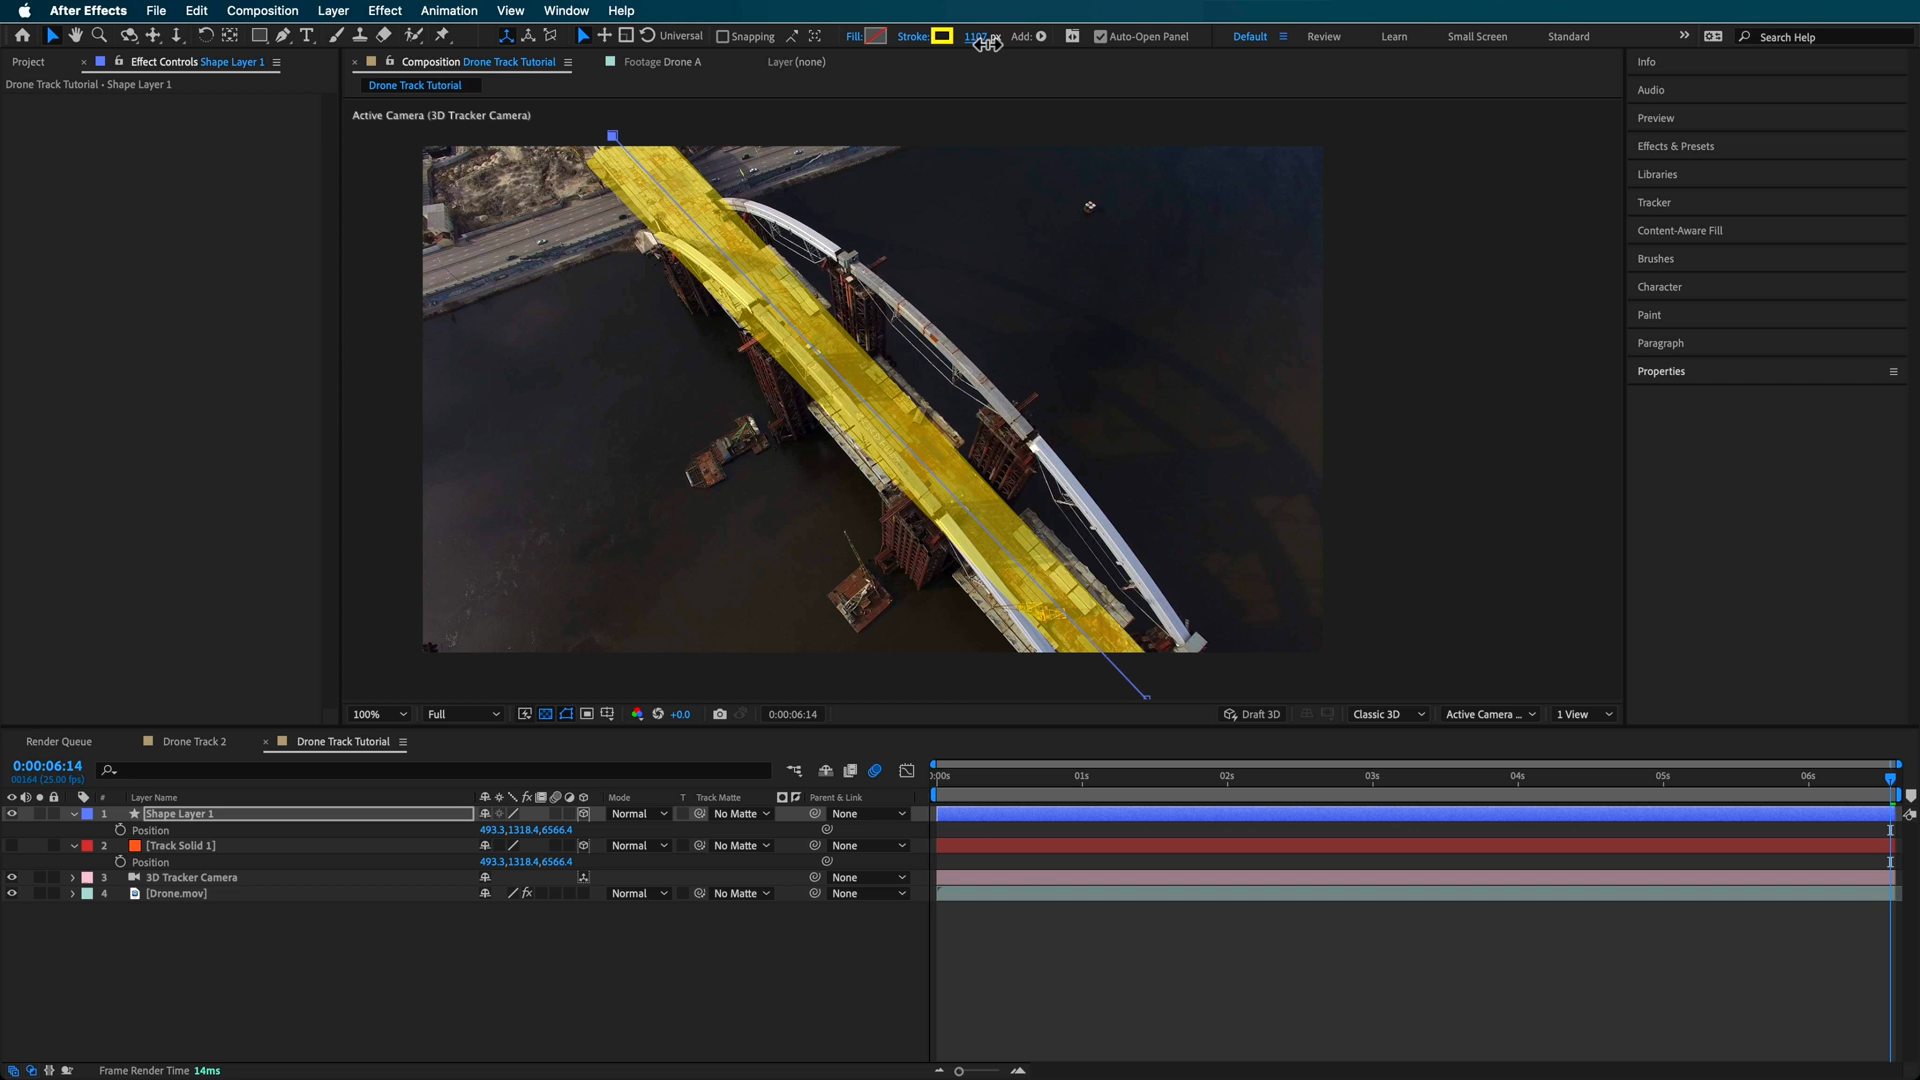 After Effects File Edit Composition Layer Effect Animation View Window Help
Universal Snapping Fill: Stroke: px Add: Auto-Open Panel Default Review Learn Small Screen Standard Search Help
Project Effect Controls Shape Layer 1 Composition Drone Track Tutorial Footage Drone A Layer (none)
Drone Track Tutorial • Shape Layer 1
Drone Track Tutorial
Active Camera (3D Tracker Camera)
Info
Audio
Preview
Effects & Presets
Libraries
Tracker
Content-Aware Fill
Brushes
Character
Paint
Paragraph
Properties
100% Full +0.0 0:00:06:14 Draft 3D Classic 3D Active Camera ... 1 View
Render Queue Drone Track 2 Drone Track Tutorial
0:00:06:14
00164 (25.00 fps)
01s 02s 03s 04s 05s 06s
# Layer Name fx Mode T Track Matte Parent & Link
1 Shape Layer 1 Normal No Matte None
Position 493.3,1318.4,6566.4
2 [Track Solid 1] Normal No Matte None
Position 493.3,1318.4,6566.4
3 3D Tracker Camera None
4 [Drone.mov] fx Normal No Matte None
Frame Render Time 14ms